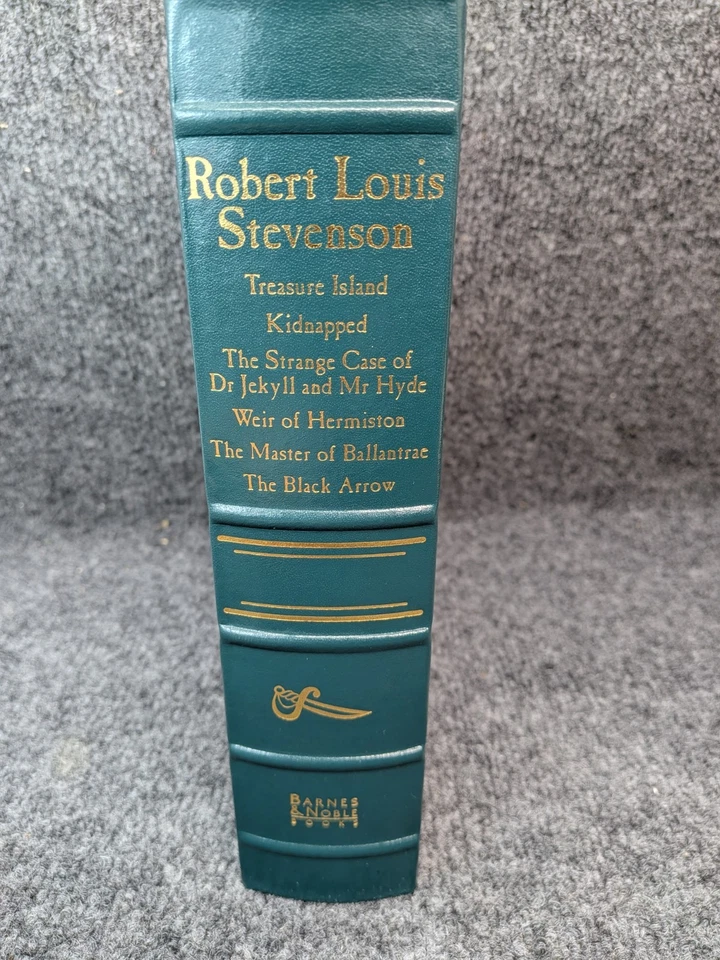 Robert Louis
Stevenson
Treasure Island
Kidnapped
The Strange Case of
Dr Jekyll and Mr Hyde
Weir of Hermiston
The Master of Ballantrae
The Black Arrow
BARNES
& NOBLE
BOOKS